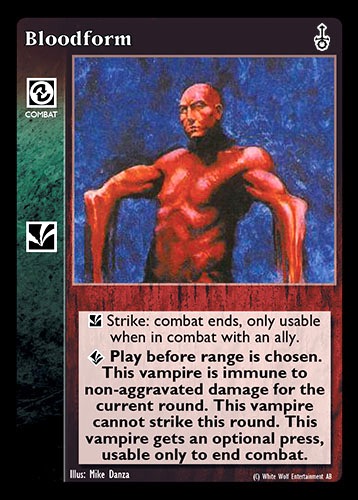 Bloodform
COMBAT
Strike: combat ends, only usable
when in combat with an ally.
Play before range is chosen.
This vampire is immune to
non-aggravated damage for the
current round. This vampire
cannot strike this round. This
vampire gets an optional press,
usable only to end combat.
Illus: Mike Danza
(C) White Wolf Entertainment AB